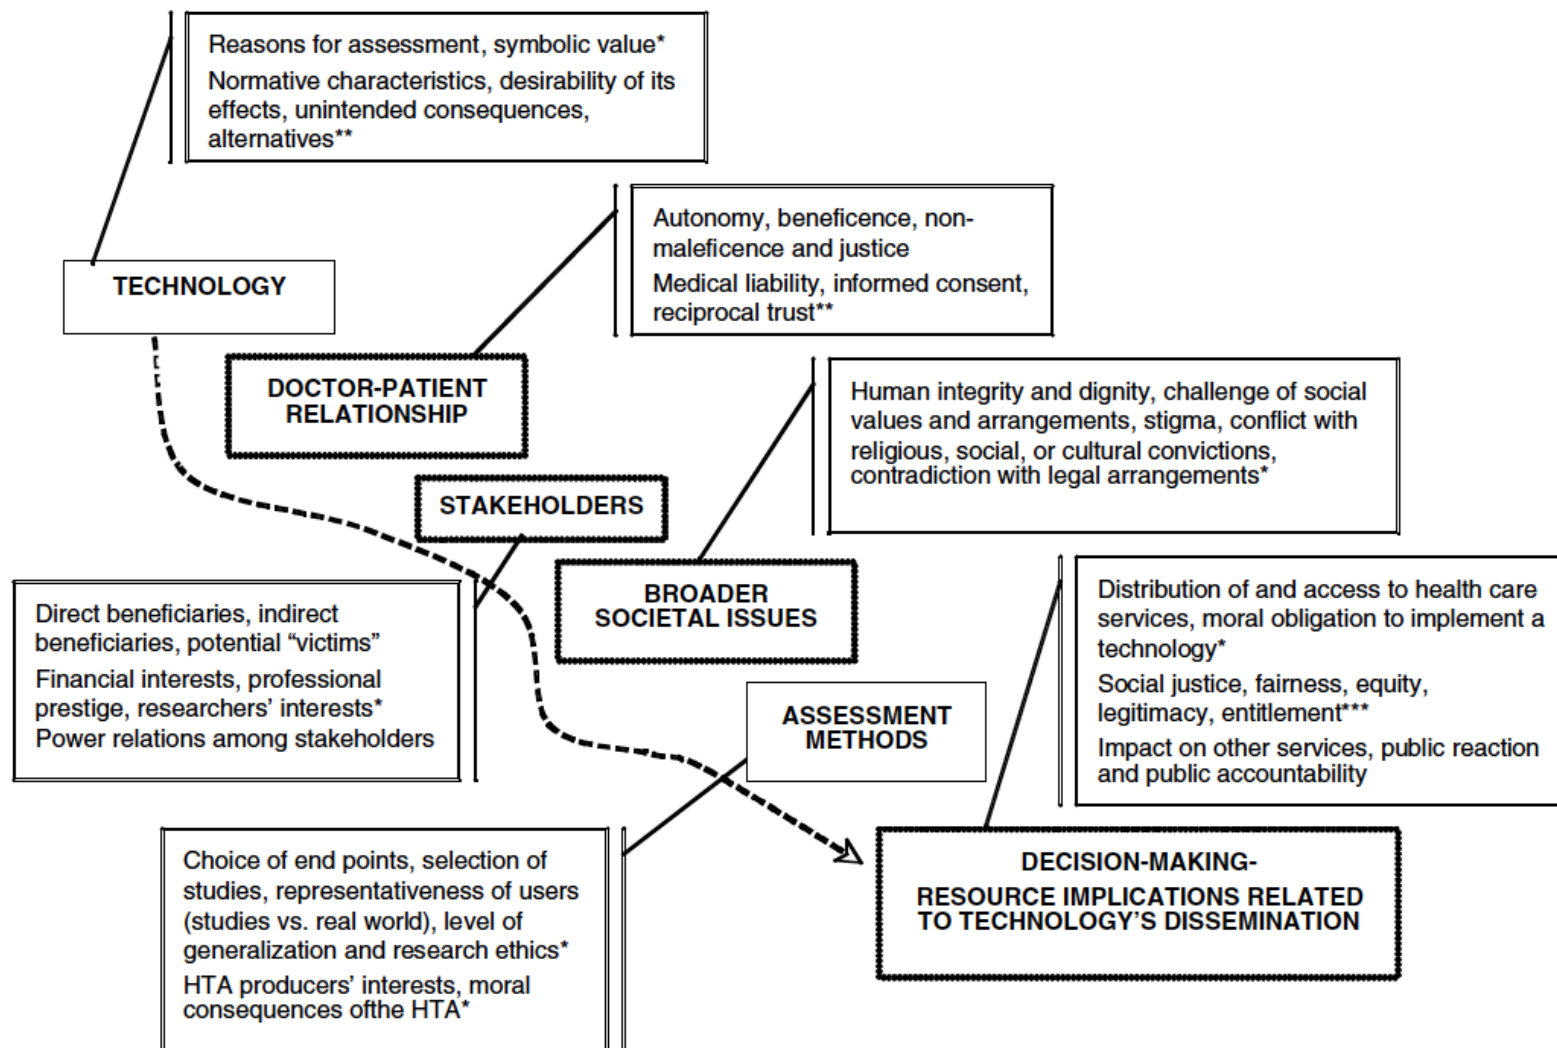 Reasons for assessment, symbolic value*
Normative characteristics, desirability of its
effects, unintended consequences,
alternatives**
TECHNOLOGY
Autonomy, beneficence, non-
maleficence and justice
Medical liability, informed consent,
reciprocal trust**
DOCTOR-PATIENT
RELATIONSHIP
Human integrity and dignity, challenge of social
values and arrangements, stigma, conflict with
religious, social, or cultural convictions,
contradiction with legal arrangements*
STAKEHOLDERS
Direct beneficiaries, indirect
beneficiaries, potential “victims”
Financial interests, professional
prestige, researchers’ interests*
Power relations among stakeholders
BROADER
SOCIETAL ISSUES
Distribution of and access to health care
services, moral obligation to implement a
technology*
Social justice, fairness, equity,
legitimacy, entitlement***
Impact on other services, public reaction
and public accountability
ASSESSMENT
METHODS
Choice of end points, selection of
studies, representativeness of users
(studies vs. real world), level of
generalization and research ethics*
HTA producers’ interests, moral
consequences ofthe HTA*
DECISION-MAKING-
RESOURCE IMPLICATIONS RELATED
TO TECHNOLOGY’S DISSEMINATION